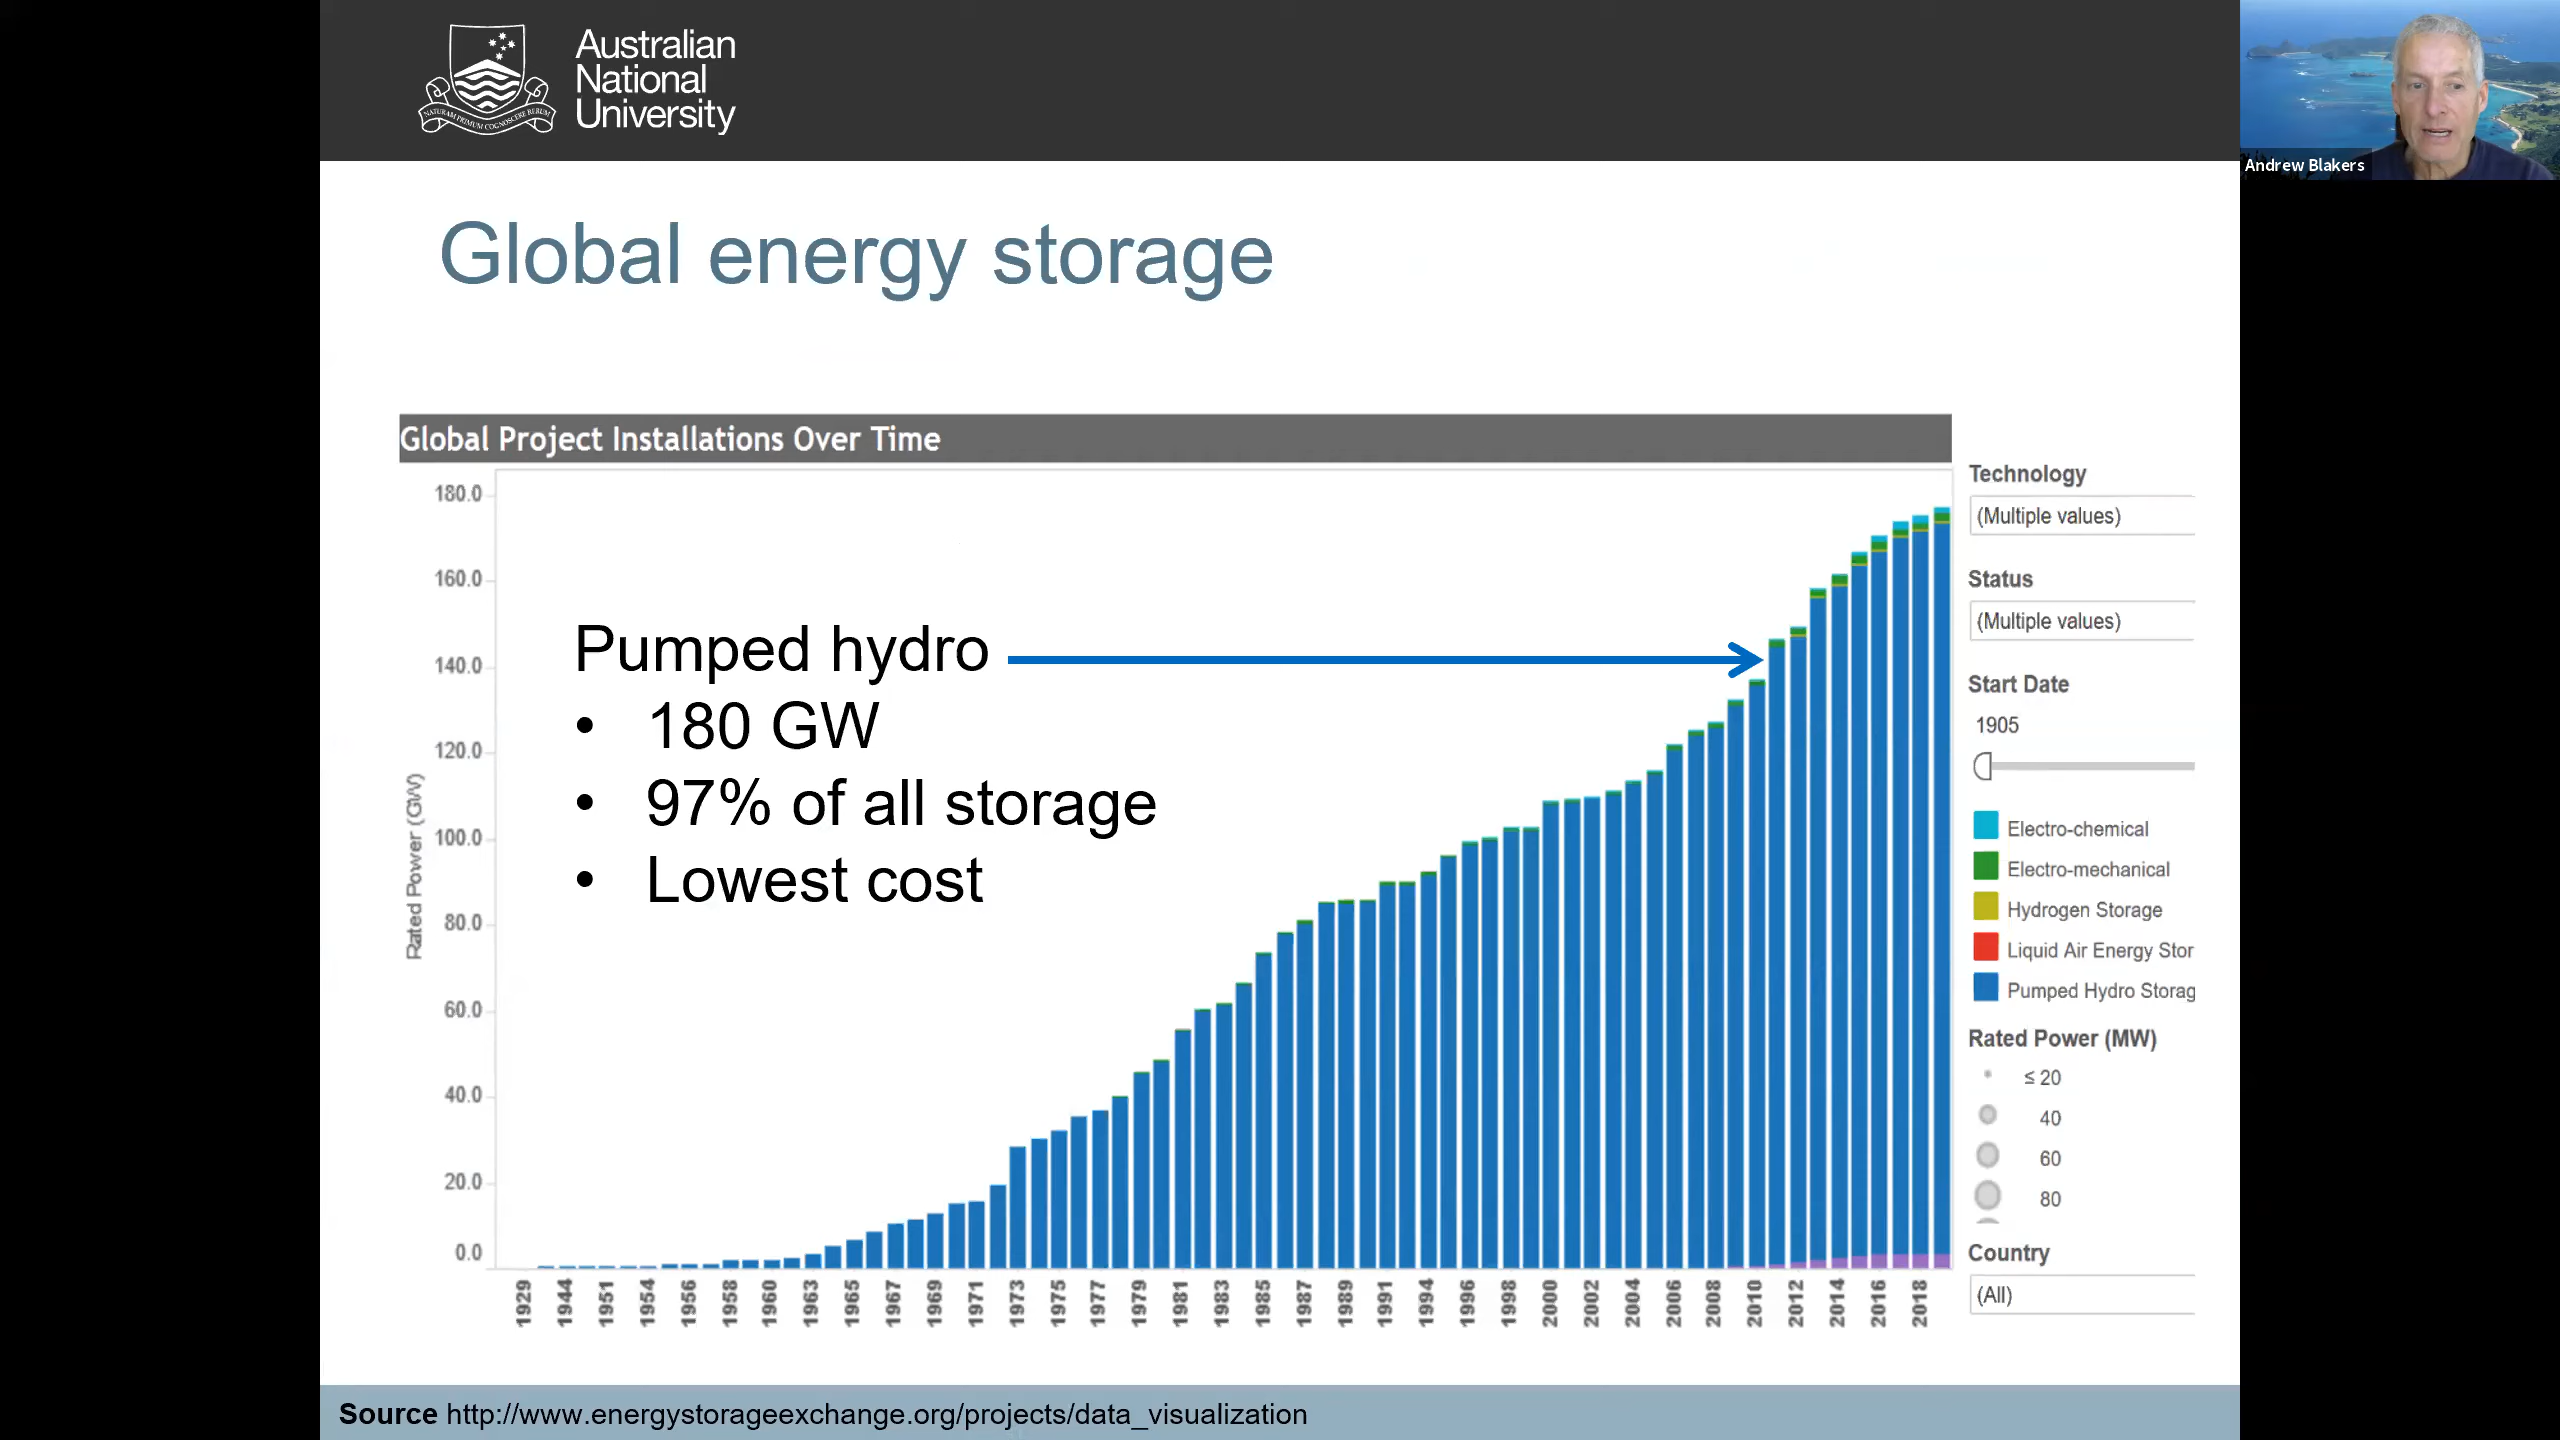 Australian
National
University
NATURAM PRIMUM COGNOSCERE RERUM
Andrew Blakers
Global energy storage
Global Project Installations Over Time
Rated Power (GW)
180.0
160.0
140.0
120.0
100.0
80.0
60.0
40.0
20.0
0.0
Pumped hydro
• 180 GW
• 97% of all storage
• Lowest cost
1929 1944 1951 1954 1956 1958 1960 1963 1965 1967 1969 1971 1973 1975 1977 1979 1981 1983 1985 1987 1989 1991 1994 1996 1998 2000 2002 2004 2006 2008 2010 2012 2014 2016 2018
Technology
(Multiple values)
Status
(Multiple values)
Start Date
1905
Electro-chemical
Electro-mechanical
Hydrogen Storage
Liquid Air Energy Stor
Pumped Hydro Storag
Rated Power (MW)
≤ 20
40
60
80
Country
(All)
Source http://www.energystorageexchange.org/projects/data_visualization